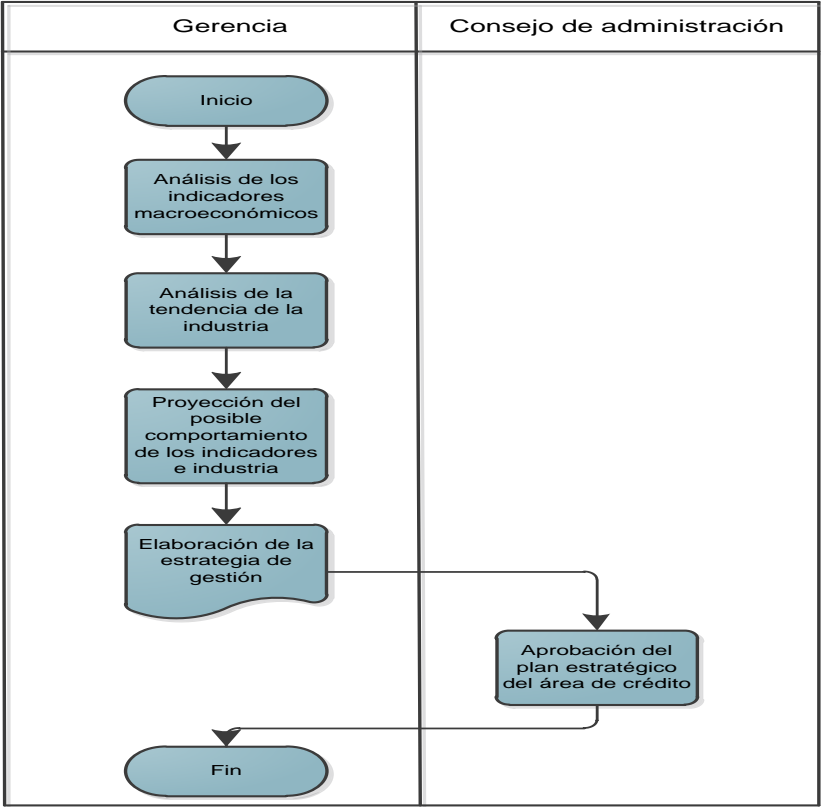 Gerencia
Consejo de administración
Inicio
Análisis de los
indicadores
macroeconómicos
Análisis de la
tendencia de la
industria
Proyección del
posible
comportamiento
de los indicadores
e industria
Elaboración de la
estrategia de
gestión
Aprobación del
plan estratégico
del área de crédito
Fin